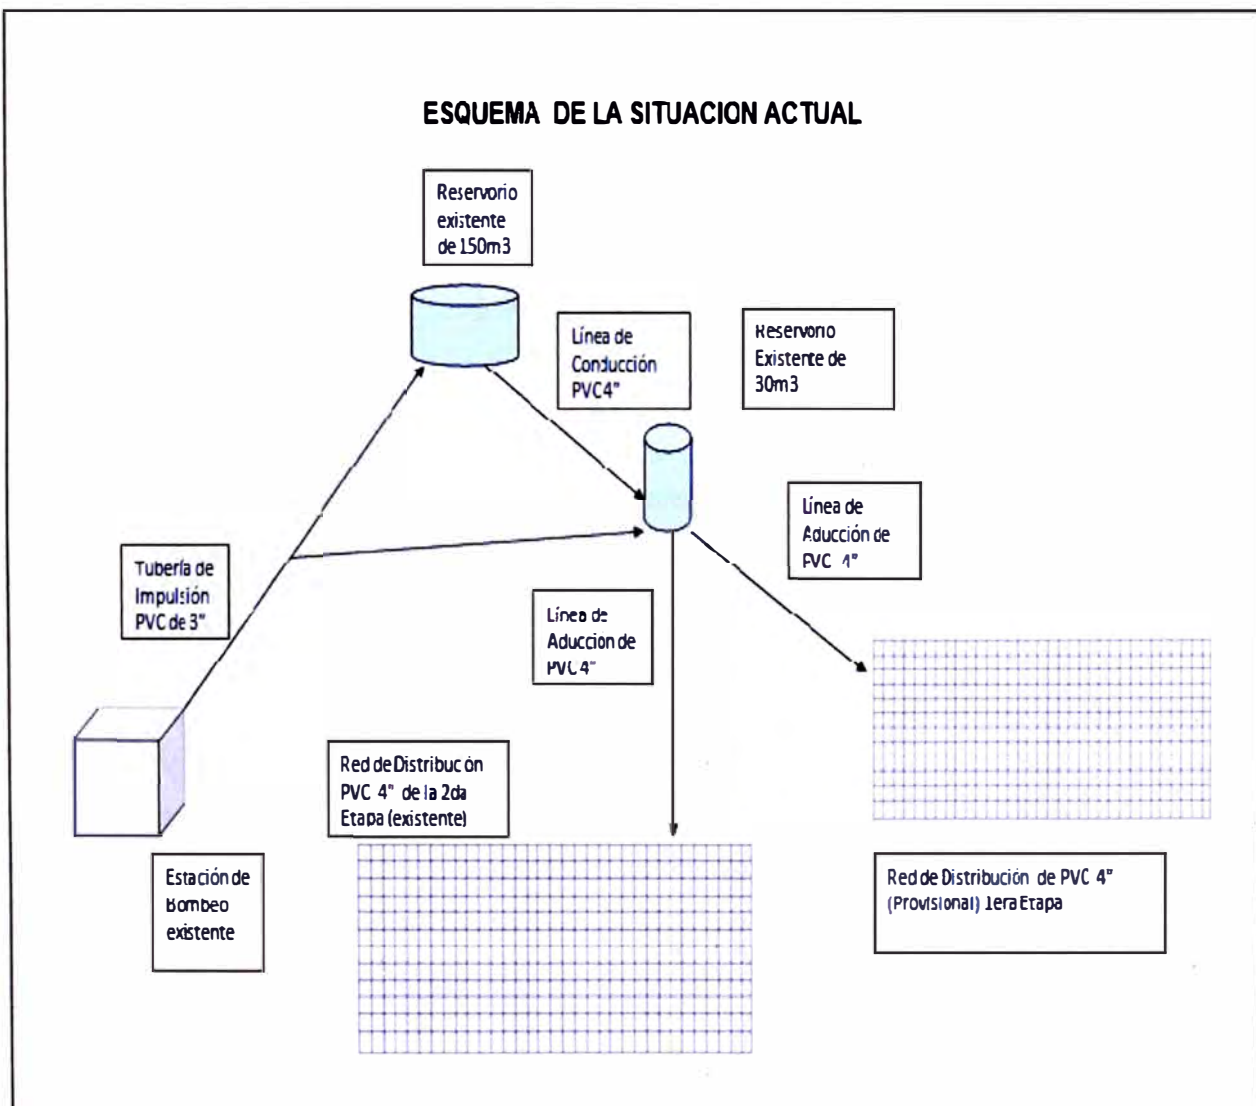 ESQUEMA DE LA SITUACION ACTUAL
Reservorio
existente
de 150m3
Línea de
Conducción
PVC4"
Reservorio
Existente de
30m3
Línea de
Aducción de
PVC 4"
Tubería de
Impulsión
PVC de 3"
Línea de
Aduccion de
PVC 4"
Red de Distribución
PVC 4" de la 2da
Etapa (existente)
Estación de
Bombeo
existente
Red de Distribución de PVC 4"
(Provisional) 1era Etapa